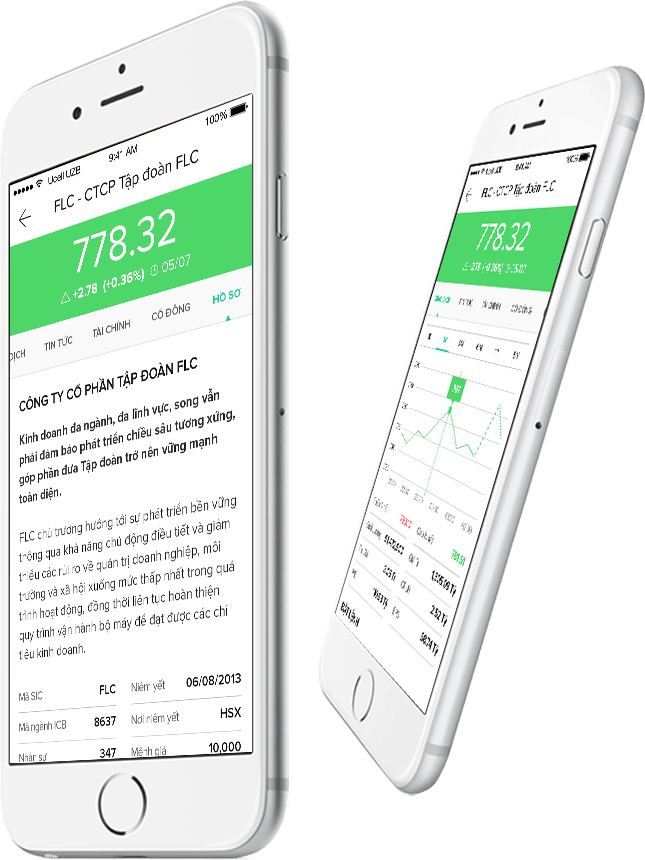 Ucell UZB
9:41 AM
100%
FLC - CTCP Tập đoàn FLC
778.32
+2.78 (+0.36%) 05/07
DỊCH TIN TỨC TÀI CHÍNH CỔ ĐÔNG HỒ SƠ
CÔNG TY CỔ PHẦN TẬP ĐOÀN FLC
Kinh doanh đa ngành, đa lĩnh vực, song vẫn
phải đảm bảo phát triển chiều sâu tương xứng,
góp phần đưa Tập đoàn trở nên vững mạnh
toàn diện.
FLC chủ trương hướng tới sự phát triển bền vững
thông qua khả năng chủ động điều tiết và giảm
thiểu các rủi ro về quản trị doanh nghiệp, môi
trường và xã hội xuống mức thấp nhất trong quá
trình hoạt động, đồng thời liên tục hoàn thiện
quy trình vận hành bộ máy để đạt được các chỉ
tiêu kinh doanh.
Mã SIC FLC Niêm yết 06/08/2013
Mã ngành ICB 8637 Nơi niêm yết HSX
Nhân sự 347 Mệnh giá 10,000
FLC - CTCP Tập đoàn FLC
778.32
+2.78 (+0.36%) 05/07
TIN TỨC TÀI CHÍNH CỔ ĐÔNG
767